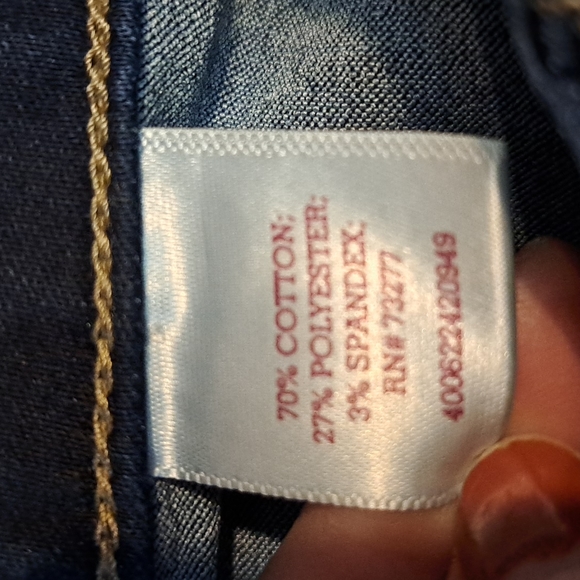 70% COTTON;
27% POLYESTER;
3% SPANDEX;
RN# 73277
400622420949